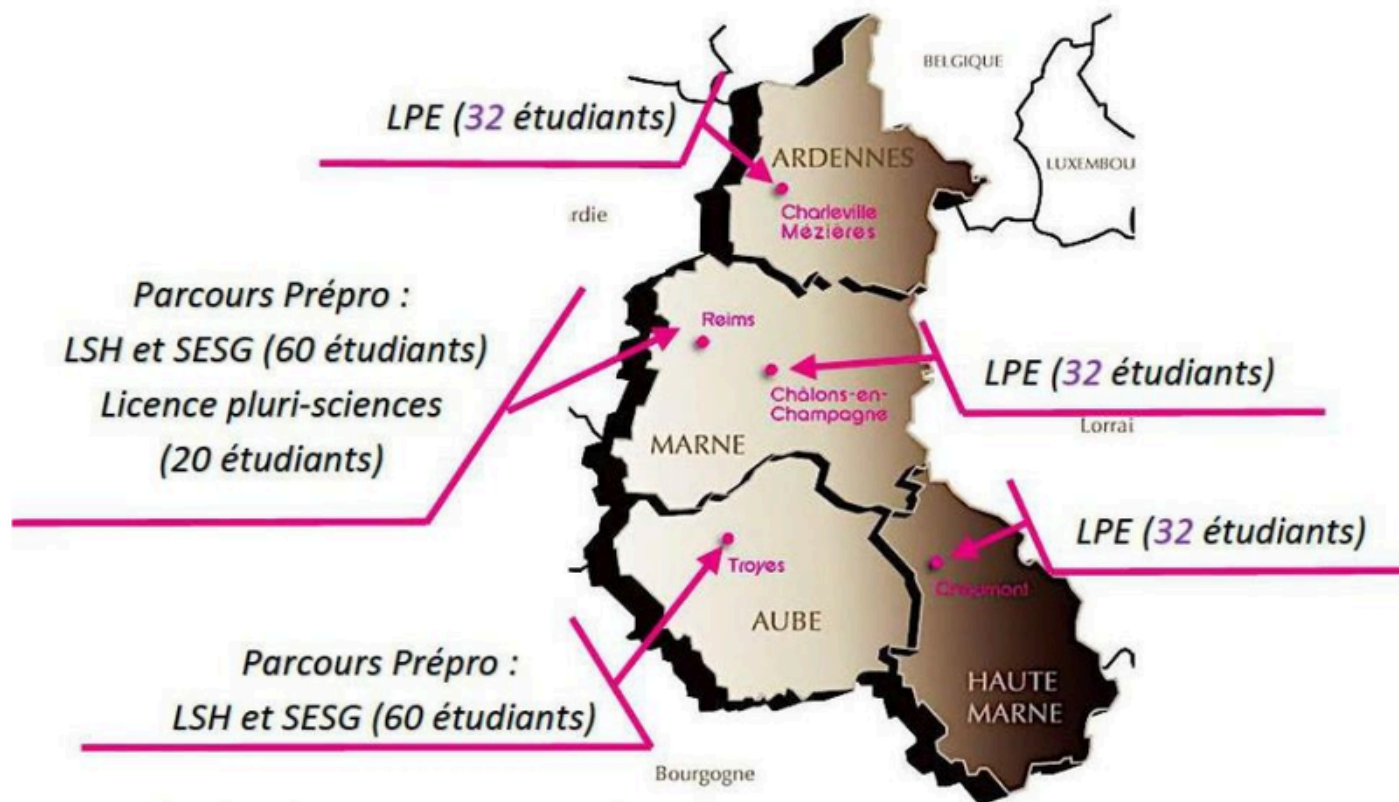 BELGIQUE
LPE (32 étudiants)
ARDENNES
LUXEMBOU
rdie
Charleville
Mézières
Parcours Prépro :
LSH et SESG (60 étudiants)
Licence pluri-sciences
(20 étudiants)
Reims
LPE (32 étudiants)
Châlons-en-
Champagne
Lorrai
MARNE
LPE (32 étudiants)
Troyes
Chaumont
AUBE
Parcours Prépro :
LSH et SESG (60 étudiants)
HAUTE
MARNE
Bourgogne